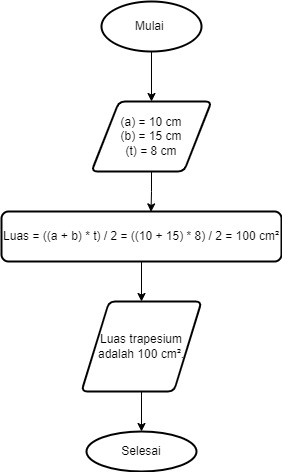 Mulai
(a) = 10 cm
(b) = 15 cm
(t) = 8 cm
Luas = ((a + b) * t) / 2 = ((10 + 15) * 8) / 2 = 100 cm²
Luas trapesium
adalah 100 cm².
Selesai